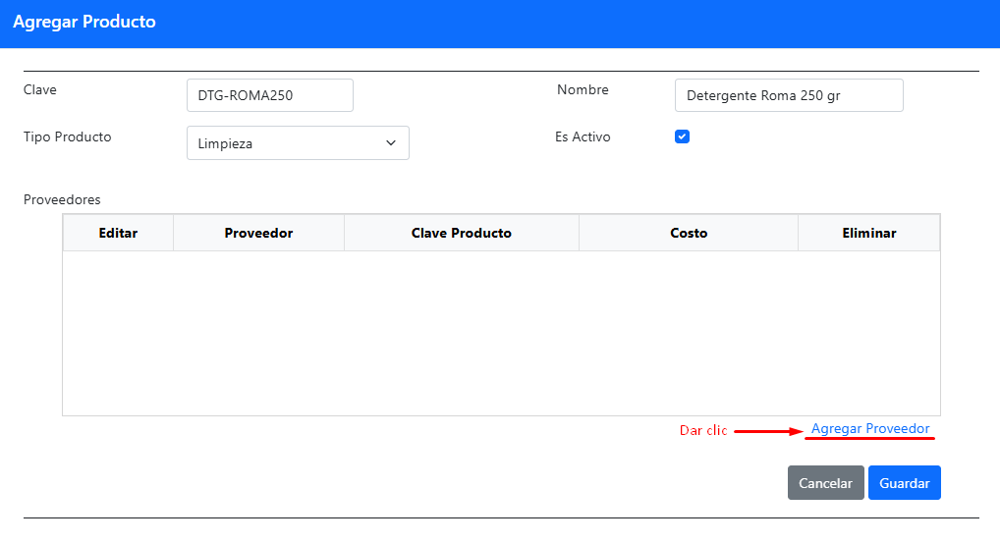 Agregar Producto
Clave DTG-ROMA250 Nombre Detergente Roma 250 gr
Tipo Producto Limpieza Es Activo
Proveedores
Editar Proveedor Clave Producto Costo Eliminar
Dar clic Agregar Proveedor
Cancelar Guardar